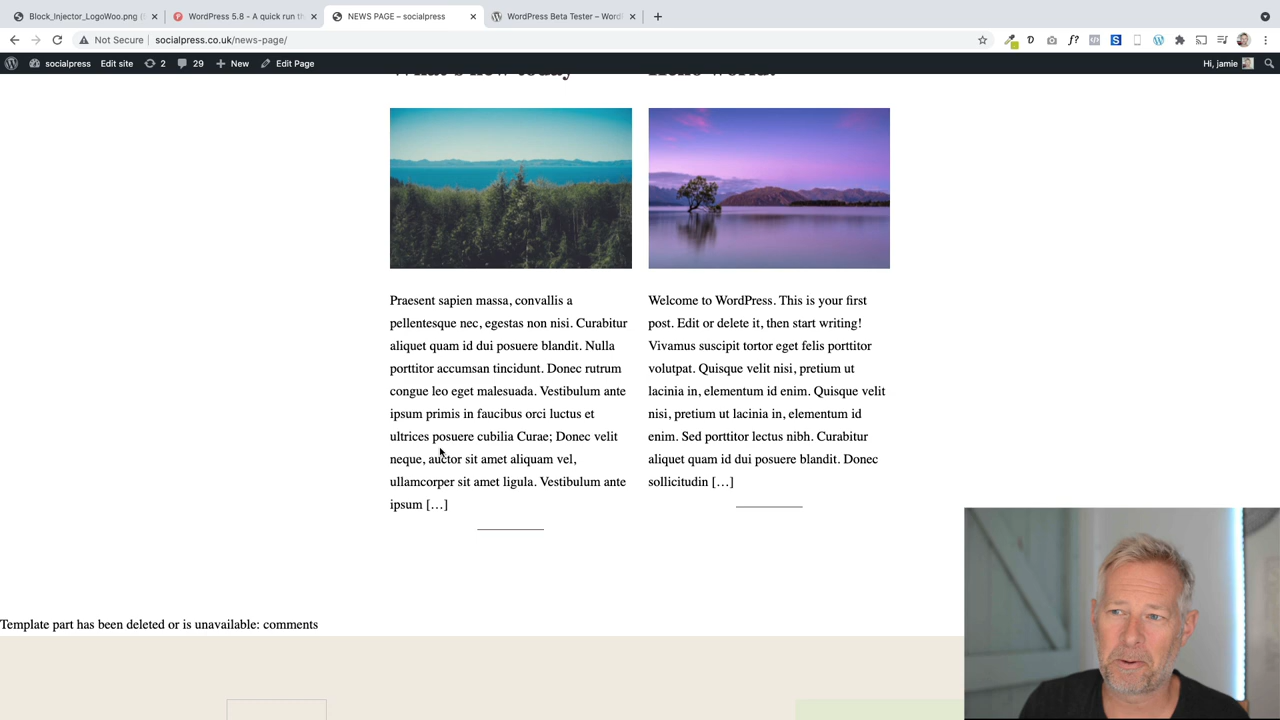 Block_Injector_LogoWoo.png
WordPress 5.8 - A quick run th
NEWS PAGE – socialpress
WordPress Beta Tester – Word
Not Secure
socialpress.co.uk/news-page/
socialpress
Edit site
2
29
New
Edit Page
Hi, jamie
What's new today
Hello world!
Praesent sapien massa, convallis a
pellentesque nec, egestas non nisi. Curabitur
aliquet quam id dui posuere blandit. Nulla
porttitor accumsan tincidunt. Donec rutrum
congue leo eget malesuada. Vestibulum ante
ipsum primis in faucibus orci luctus et
ultrices posuere cubilia Curae; Donec velit
neque, auctor sit amet aliquam vel,
ullamcorper sit amet ligula. Vestibulum ante
ipsum […]
Welcome to WordPress. This is your first
post. Edit or delete it, then start writing!
Vivamus suscipit tortor eget felis porttitor
volutpat. Quisque velit nisi, pretium ut
lacinia in, elementum id enim. Quisque velit
nisi, pretium ut lacinia in, elementum id
enim. Sed porttitor lectus nibh. Curabitur
aliquet quam id dui posuere blandit. Donec
sollicitudin […]
Template part has been deleted or is unavailable: comments